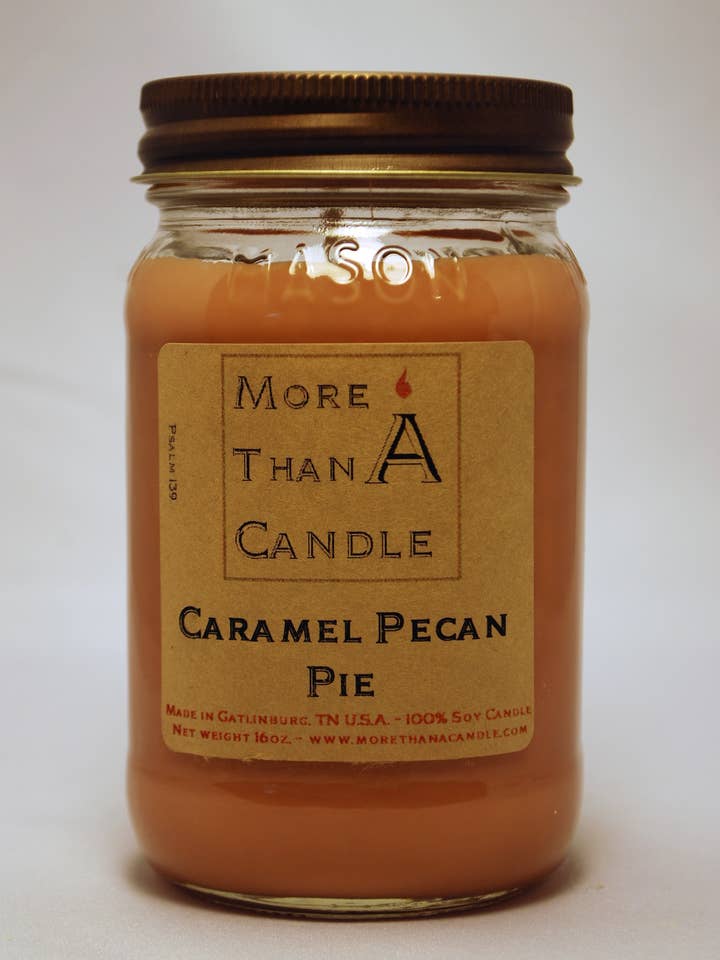 MASON
MORE
THAN A
CANDLE
PSALM 139
CARAMEL PECAN
PIE
MADE IN GATLINBURG, TN U.S.A. - 100% SOY CANDLE
NET WEIGHT 16OZ. - WWW.MORETHANACANDLE.COM